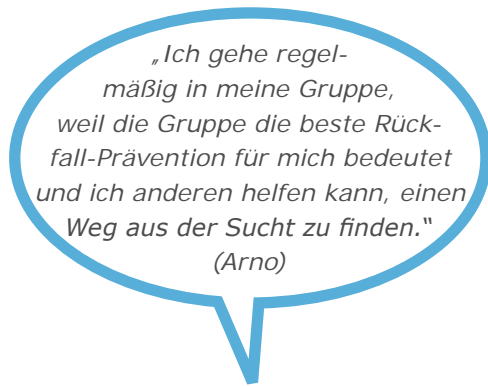 „Ich gehe regel-
mäßig in meine Gruppe,
weil die Gruppe die beste Rück-
fall-Prävention für mich bedeutet
und ich anderen helfen kann, einen
Weg aus der Sucht zu finden.“
(Arno)